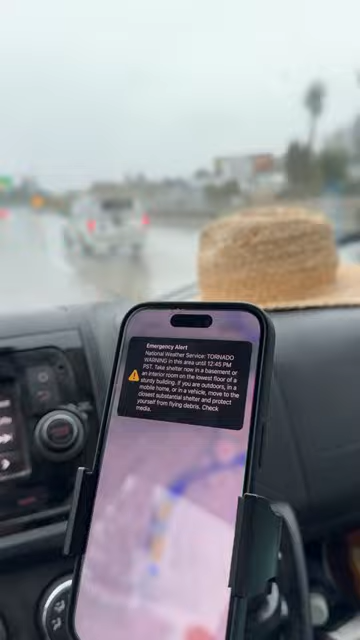 Emergency Alert
National Weather Service: TORNADO
WARNING in this area until 12:45 PM
PST. Take shelter now in a basement or
an interior room on the lowest floor of a
sturdy building. If you are outdoors, in a
mobile home, or in a vehicle, move to the
closest substantial shelter and protect
yourself from flying debris. Check
media.